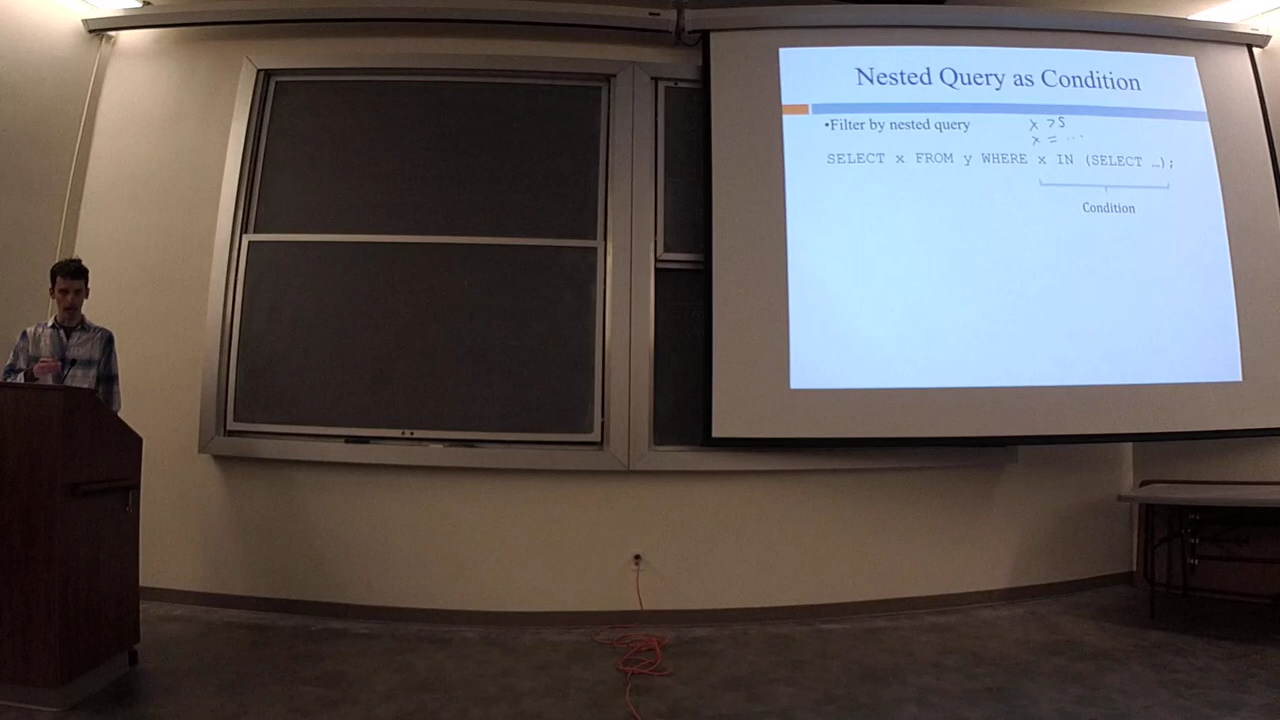 Nested Query as Condition
•Filter by nested query
x >5
x = ...
SELECT x FROM y WHERE x IN (SELECT …);
Condition